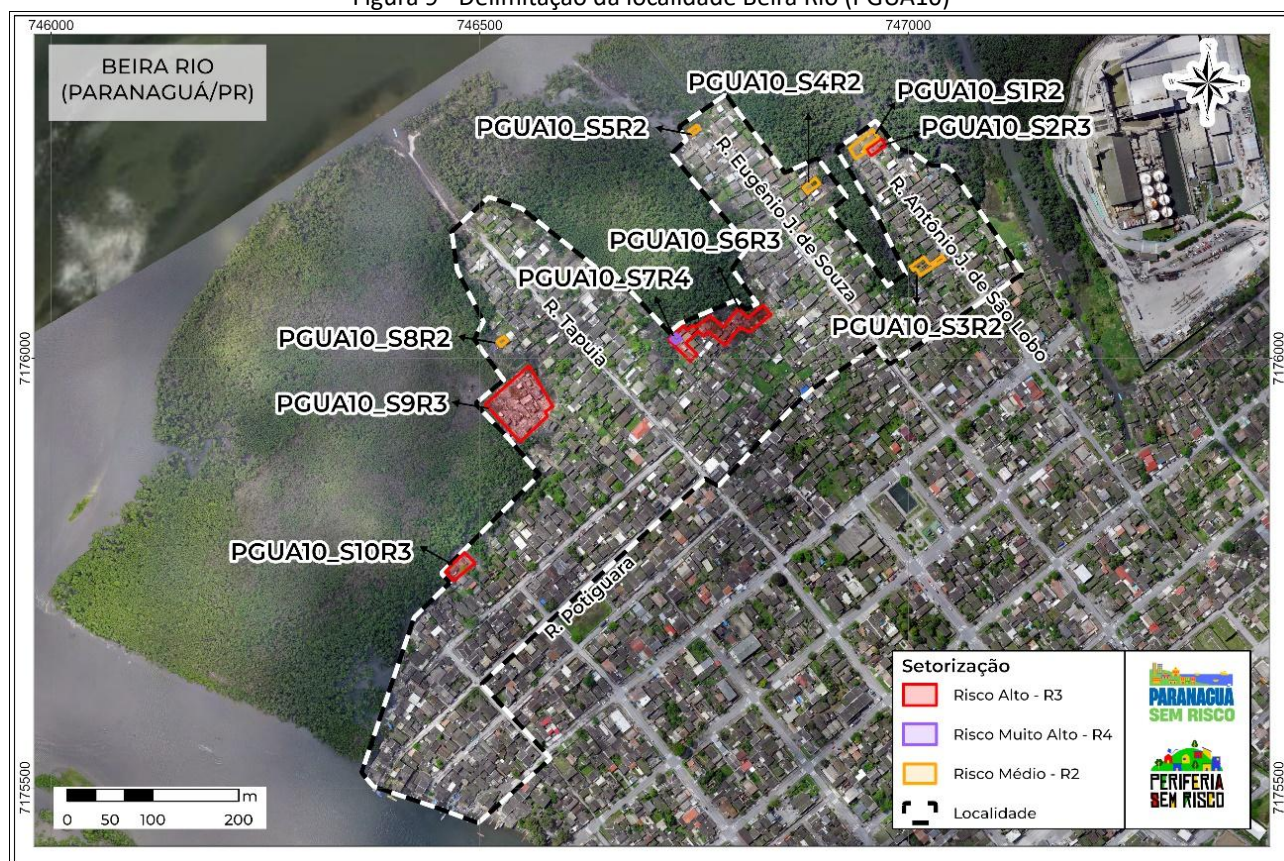 Figura 9 - Delimitação da localidade Beira Rio (PGUA10)
746000
746500
747000
BEIRA RIO
(PARANAGUÁ/PR)
N
S
PGUA10_S4R2
PGUA10_S1R2
PGUA10_S5R2
PGUA10_S2R3
R. Eugênio J. de Souza
R. Antônio J. de São Lobo
PGUA10_S6R3
PGUA10_S7R4
R. Tapuia
PGUA10_S3R2
PGUA10_S8R2
7176000
7176000
PGUA10_S9R3
PGUA10_S10R3
R. Potiguara
Setorização
Risco Alto - R3
Risco Muito Alto - R4
Risco Médio - R2
Localidade
PARANAGUÁ
SEM RISCO
PERIFERIA
SEM RISCO
7175500
7175500
m
0 50 100 200